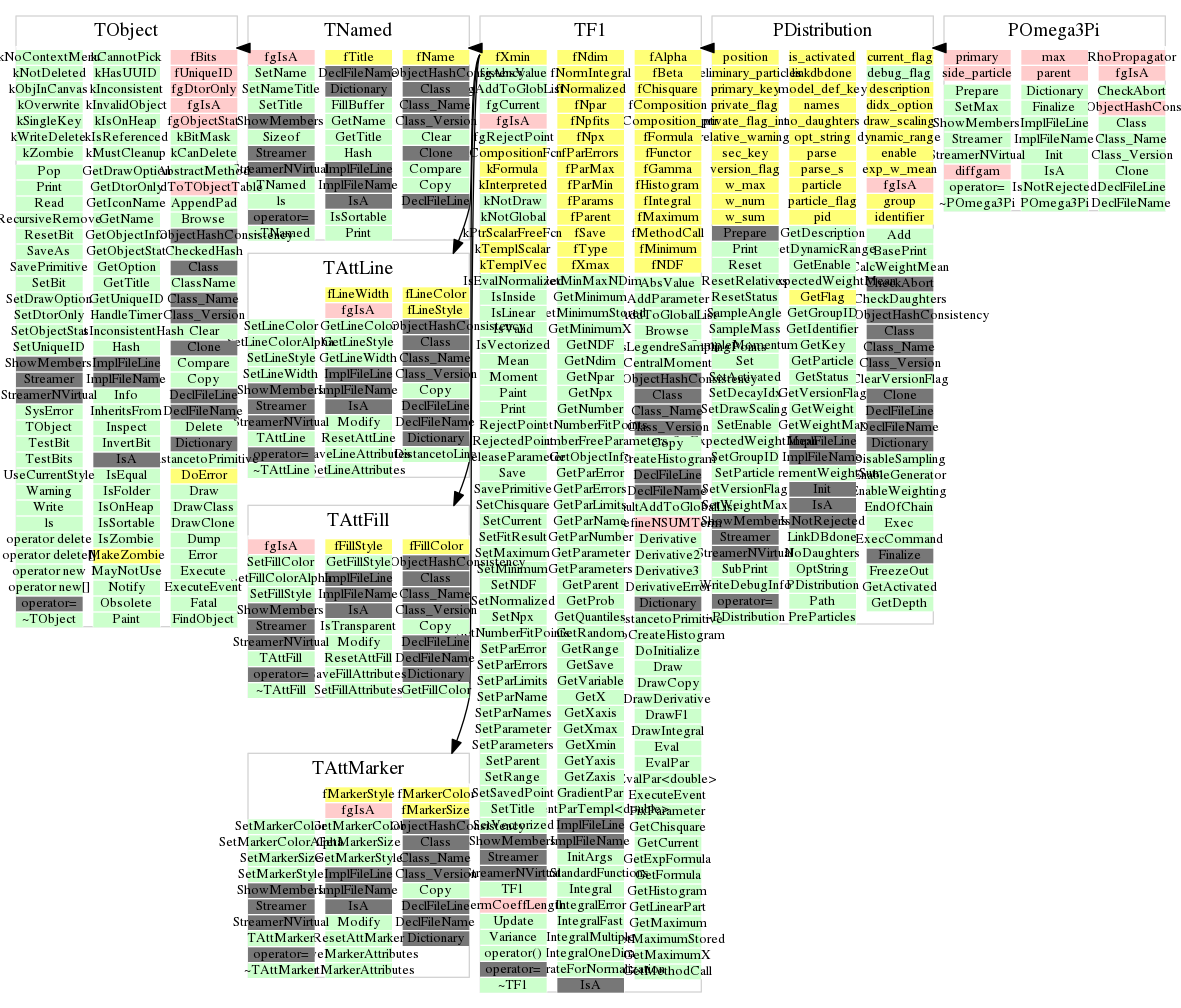 TObject
kNoContextMenu
kNotDeleted
kObjInCanvas
kOverwrite
kSingleKey
kWriteDelete
kZombie
Pop
Print
Read
RecursiveRemove
ResetBit
SaveAs
SavePrimitive
SetBit
SetDrawOption
SetDtorOnly
SetObjectStat
SetUniqueID
ShowMembers
Streamer
StreamerNVirtual
SysError
TObject
TestBit
TestBits
UseCurrentStyle
Warning
Write
ls
operator delete
operator delete[]
operator new
operator new[]
operator=
~TObject
kCannotPick
kHasUUID
kInconsistent
kInvalidObject
kIsOnHeap
kIsReferenced
kMustCleanup
GetDrawOption
GetDtorOnly
GetIconName
GetName
GetObjectInfo
GetObjectStat
GetOption
GetTitle
GetUniqueID
HandleTimer
Hash
ImplFileLine
ImplFileName
Info
InheritsFrom
Inspect
InvertBit
IsA
IsEqual
IsFolder
IsOnHeap
IsSortable
IsZombie
MakeZombie
MayNotUse
Notify
Obsolete
Paint
fBits
fUniqueID
fgDtorOnly
fgIsA
fgObjectStat
kBitMask
kCanDelete
AbstractMethod
AppendPad
Browse
CheckedHash
Class
ClassName
Class_Name
Class_Version
Clear
Clone
Compare
Copy
DeclFileLine
DeclFileName
Delete
Dictionary
DoError
Draw
DrawClass
DrawClone
Dump
Error
Execute
ExecuteEvent
Fatal
FindObject
TNamed
fgIsA
SetName
SetNameTitle
SetTitle
ShowMembers
Sizeof
Streamer
StreamerNVirtual
TNamed
ls
operator=
~TNamed
fTitle
DeclFileName
Dictionary
FillBuffer
GetName
GetTitle
Hash
ImplFileLine
ImplFileName
IsA
IsSortable
Print
fName
CheckTObjectHashConsistency
Class
Class_Name
Class_Version
Clear
Clone
Compare
Copy
DeclFileLine
TAttLine
SetLineColor
SetLineColorAlpha
SetLineStyle
SetLineWidth
ShowMembers
Streamer
StreamerNVirtual
TAttLine
operator=
~TAttLine
fLineWidth
fgIsA
GetLineColor
GetLineStyle
GetLineWidth
ImplFileLine
ImplFileName
IsA
Modify
ResetAttLine
SaveLineAttributes
SetLineAttributes
fLineColor
fLineStyle
Class
Class_Name
Class_Version
Copy
DeclFileLine
DeclFileName
Dictionary
DistancetoLine
TAttFill
fgIsA
SetFillColor
SetFillColorAlpha
SetFillStyle
ShowMembers
Streamer
StreamerNVirtual
TAttFill
operator=
~TAttFill
fFillStyle
GetFillStyle
ImplFileLine
ImplFileName
IsA
IsTransparent
Modify
ResetAttFill
SaveFillAttributes
SetFillAttributes
fFillColor
Class
Class_Name
Class_Version
Copy
DeclFileLine
DeclFileName
Dictionary
GetFillColor
TAttMarker
SetMarkerColor
SetMarkerColorAlpha
SetMarkerSize
SetMarkerStyle
ShowMembers
Streamer
StreamerNVirtual
TAttMarker
operator=
~TAttMarker
fMarkerStyle
fgIsA
GetMarkerColor
GetMarkerSize
GetMarkerStyle
ImplFileLine
ImplFileName
IsA
Modify
ResetAttMarker
fMarkerColor
fMarkerSize
Class
Class_Name
Class_Version
Copy
DeclFileLine
DeclFileName
Dictionary
TF1
fXmin
fgAbsValue
fgAddToGlobList
fgCurrent
fgIsA
fgRejectPoint
kFormula
kInterpreted
kNotDraw
kNotGlobal
kPtrScalarFreeFcn
kTemplScalar
kTemplVec
IsEvalNormalized
IsInside
IsLinear
IsValid
IsVectorized
Mean
Moment
Paint
Print
RejectPoint
RejectedPoint
ReleaseParameter
Save
SavePrimitive
SetChisquare
SetCurrent
SetFitResult
SetMaximum
SetMinimum
SetNDF
SetNormalized
SetNpx
SetNumberFitPoints
SetParError
SetParErrors
SetParLimits
SetParName
SetParNames
SetParameter
SetParameters
SetParent
SetRange
SetSavedPoint
SetTitle
SetVectorized
ShowMembers
Streamer
StreamerNVirtual
TF1
TermCoeffLength
Update
Variance
operator()
operator=
~TF1
fNdim
fNormIntegral
fNormalized
fNpar
fNpfits
fNpx
fParErrors
fParMax
fParMin
fParams
fParent
fSave
fType
fXmax
GetMinMaxNDim
GetMinimum
GetMinimumStored
GetMinimumX
GetNDF
GetNdim
GetNpar
GetNpx
GetNumber
GetNumberFitPoints
GetNumberFreeParameters
GetObjectInfo
GetParError
GetParErrors
GetParLimits
GetParName
GetParNumber
GetParameter
GetParameters
GetParent
GetProb
GetQuantiles
GetRandom
GetRange
GetSave
GetVariable
GetX
GetXaxis
GetXmax
GetXmin
GetYaxis
GetZaxis
GradientPar
ImplFileLine
ImplFileName
InitArgs
Integral
IntegralError
IntegralFast
IntegralMultiple
IntegralOneDim
IsA
fAlpha
fBeta
fChisquare
fComposition
fFormula
fFunctor
fGamma
fHistogram
fIntegral
fMaximum
fMethodCall
fMinimum
fNDF
AbsValue
AddParameter
AddToGlobalList
Browse
CentralMoment
Class
Class_Name
Class_Version
Copy
CreateHistogram
DeclFileLine
DeclFileName
DefineNSUMTerm
Derivative
Derivative2
Derivative3
DerivativeError
Dictionary
DistancetoPrimitive
DoCreateHistogram
DoInitialize
Draw
DrawCopy
DrawDerivative
DrawF1
DrawIntegral
Eval
EvalPar
EvalPar<double>
ExecuteEvent
FixParameter
GetChisquare
GetCurrent
GetExpFormula
GetFormula
GetHistogram
GetLinearPart
GetMaximum
GetMaximumStored
GetMaximumX
GetMethodCall
PDistribution
position
preliminary_particles
primary_key
private_flag
relative_warning
sec_key
version_flag
w_max
w_num
w_sum
Prepare
Print
Reset
ResetRelatives
ResetStatus
SampleAngle
SampleMass
SampleMomentum
Set
SetActivated
SetDecayIdx
SetDrawScaling
SetEnable
SetExpectedWeightMean
SetGroupID
SetParticle
SetVersionFlag
SetWeightMax
ShowMembers
Streamer
StreamerNVirtual
SubPrint
WriteDebugInfo
operator=
~PDistribution
is_activated
linkdbdone
model_def_key
names
no_daughters
opt_string
parse
parse_s
particle
particle_flag
pid
GetDescription
GetDynamicRange
GetEnable
GetExpectedWeightMean
GetFlag
GetGroupID
GetIdentifier
GetKey
GetParticle
GetStatus
GetVersionFlag
GetWeight
GetWeightMax
ImplFileLine
ImplFileName
Init
IsA
IsNotRejected
LinkDBdone
NoDaughters
OptString
PDistribution
Path
PreParticles
current_flag
debug_flag
description
didx_option
draw_scaling
dynamic_range
enable
exp_w_mean
fgIsA
group
identifier
Add
BasePrint
CalcWeightMean
CheckAbort
CheckDaughters
Class
Class_Name
Class_Version
ClearVersionFlag
Clone
DeclFileLine
DeclFileName
Dictionary
DisableSampling
EnableGenerator
EnableWeighting
EndOfChain
Exec
ExecCommand
Finalize
FreezeOut
GetActivated
GetDepth
POmega3Pi
primary
side_particle
Prepare
SetMax
ShowMembers
Streamer
StreamerNVirtual
diffgam
operator=
~POmega3Pi
max
parent
Dictionary
Finalize
ImplFileLine
ImplFileName
Init
IsA
IsNotRejected
POmega3Pi
RhoPropagator
fgIsA
CheckAbort
Class
Class_Name
Class_Version
Clone
DeclFileLine
DeclFileName